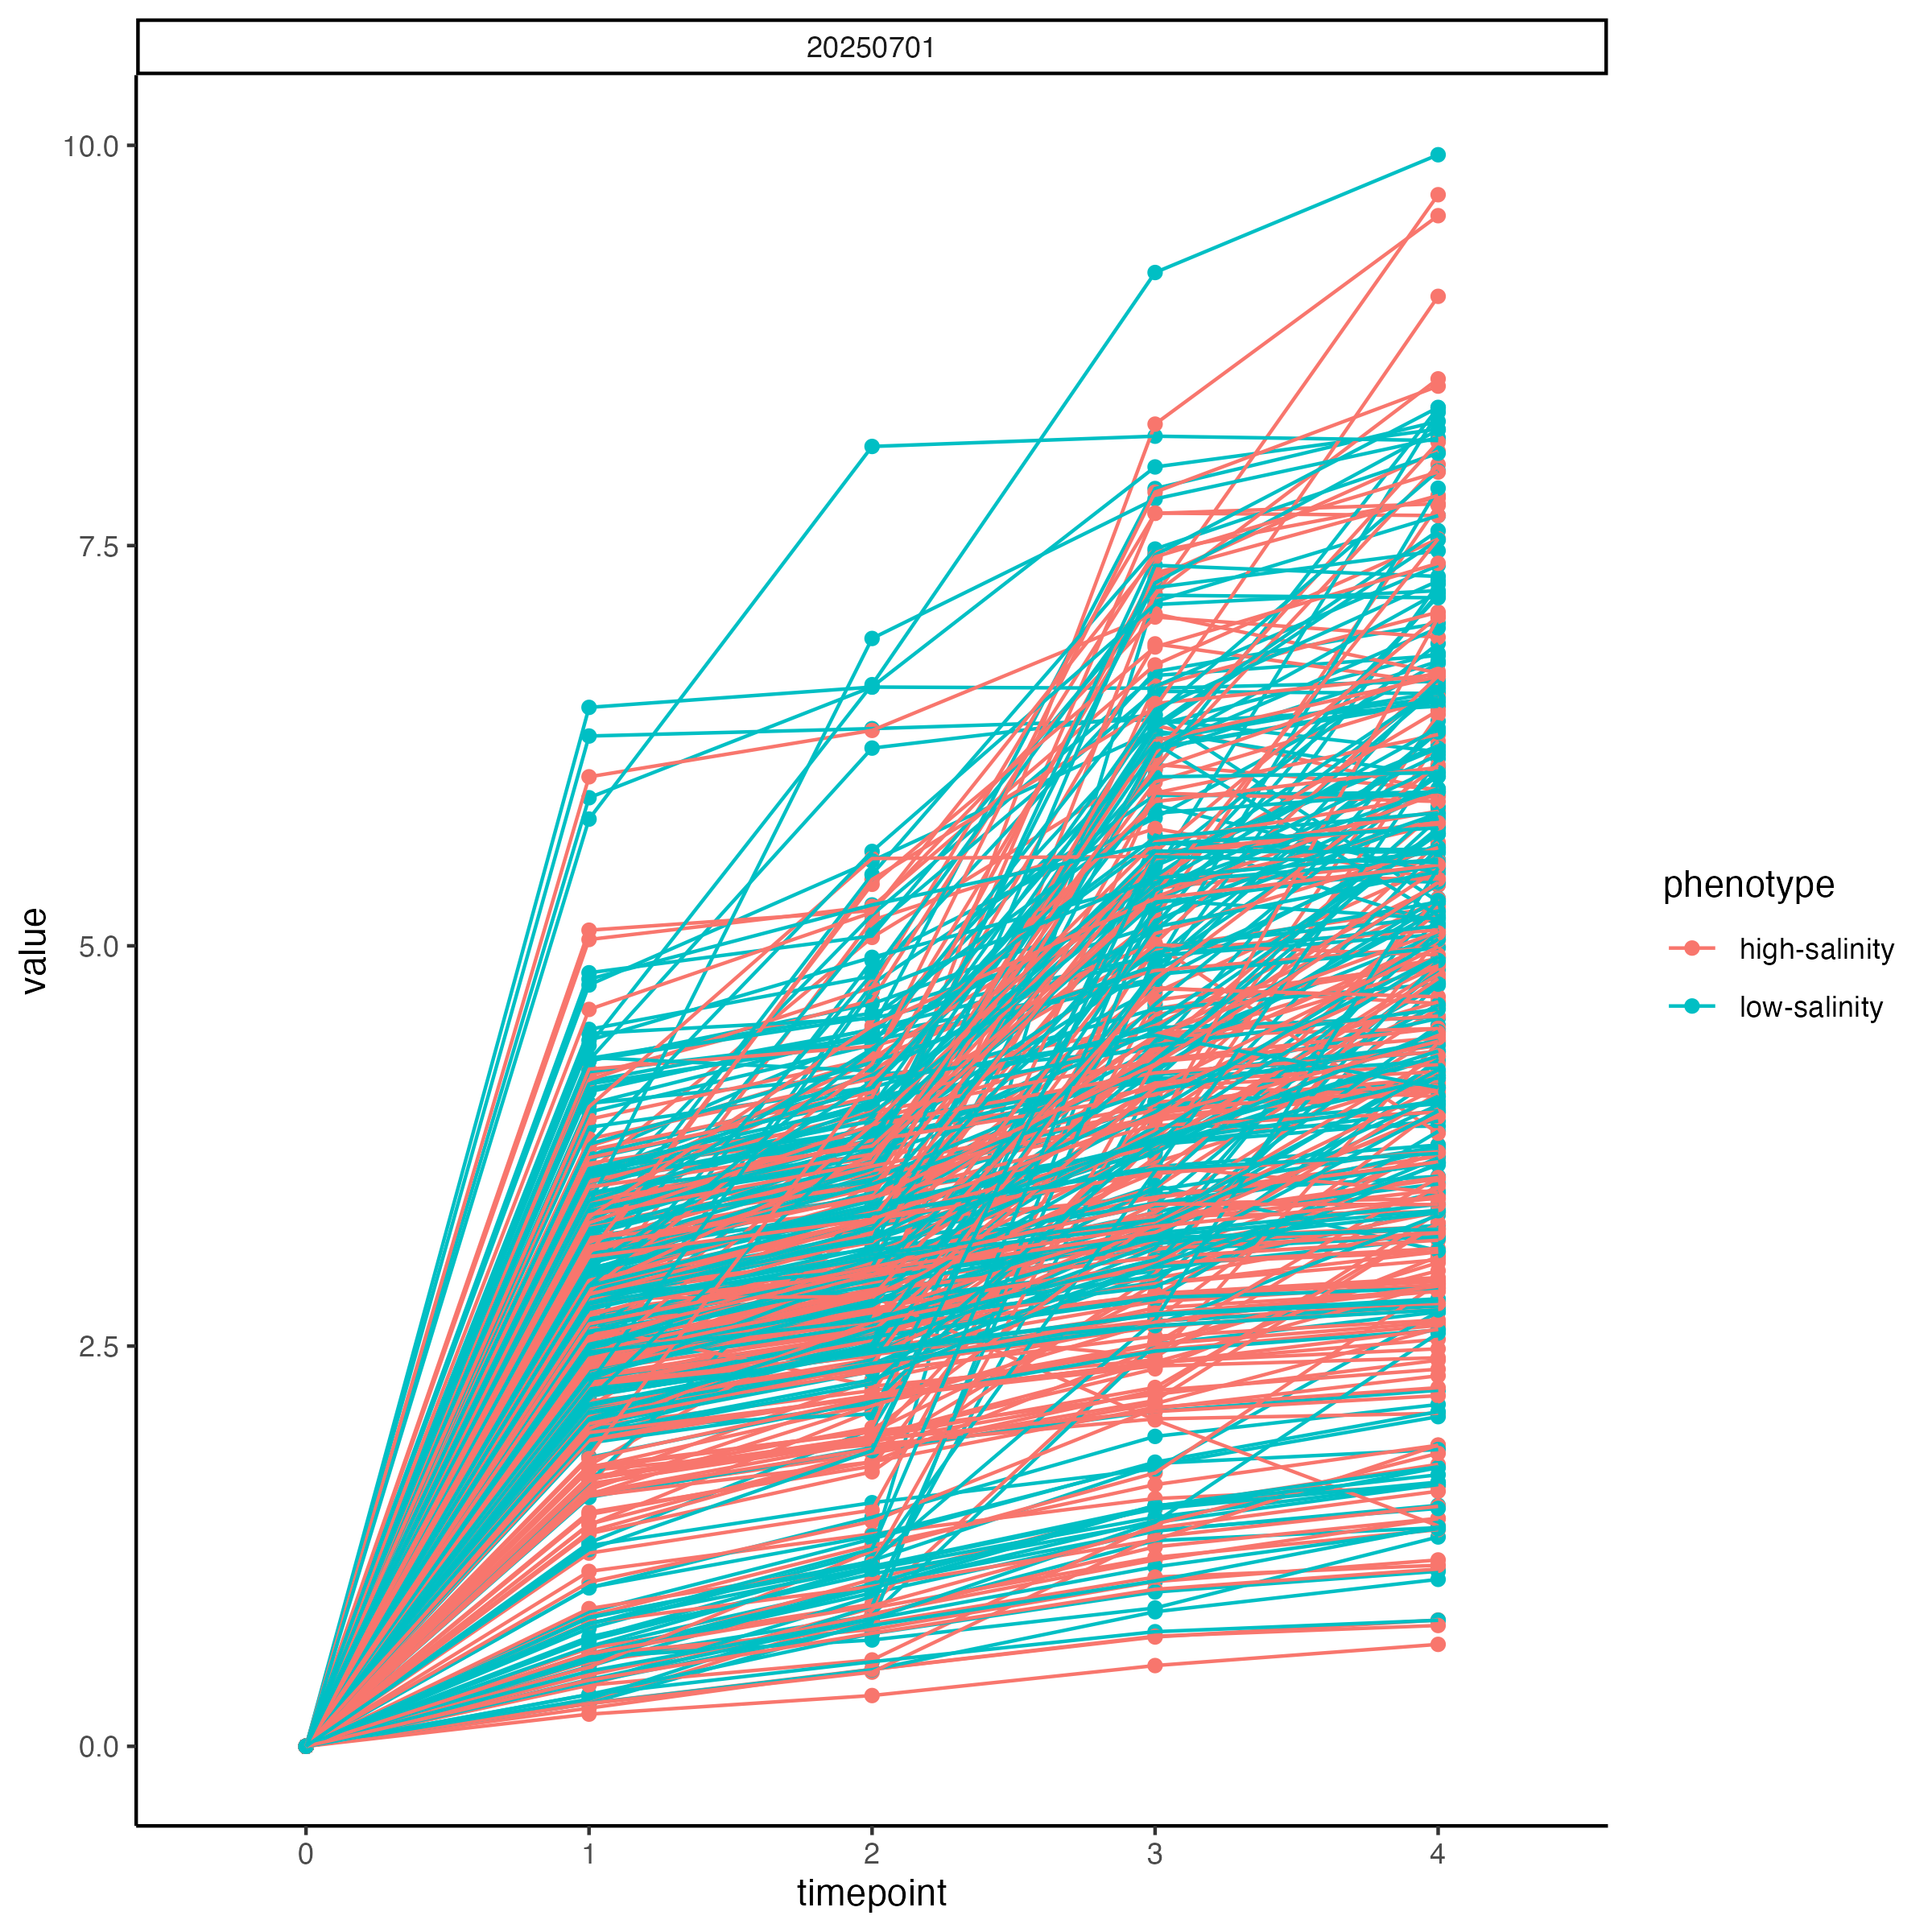 20250701
10.0
7.5
5.0
2.5
0.0
value
0 1 2 3 4
timepoint
phenotype
high-salinity
low-salinity